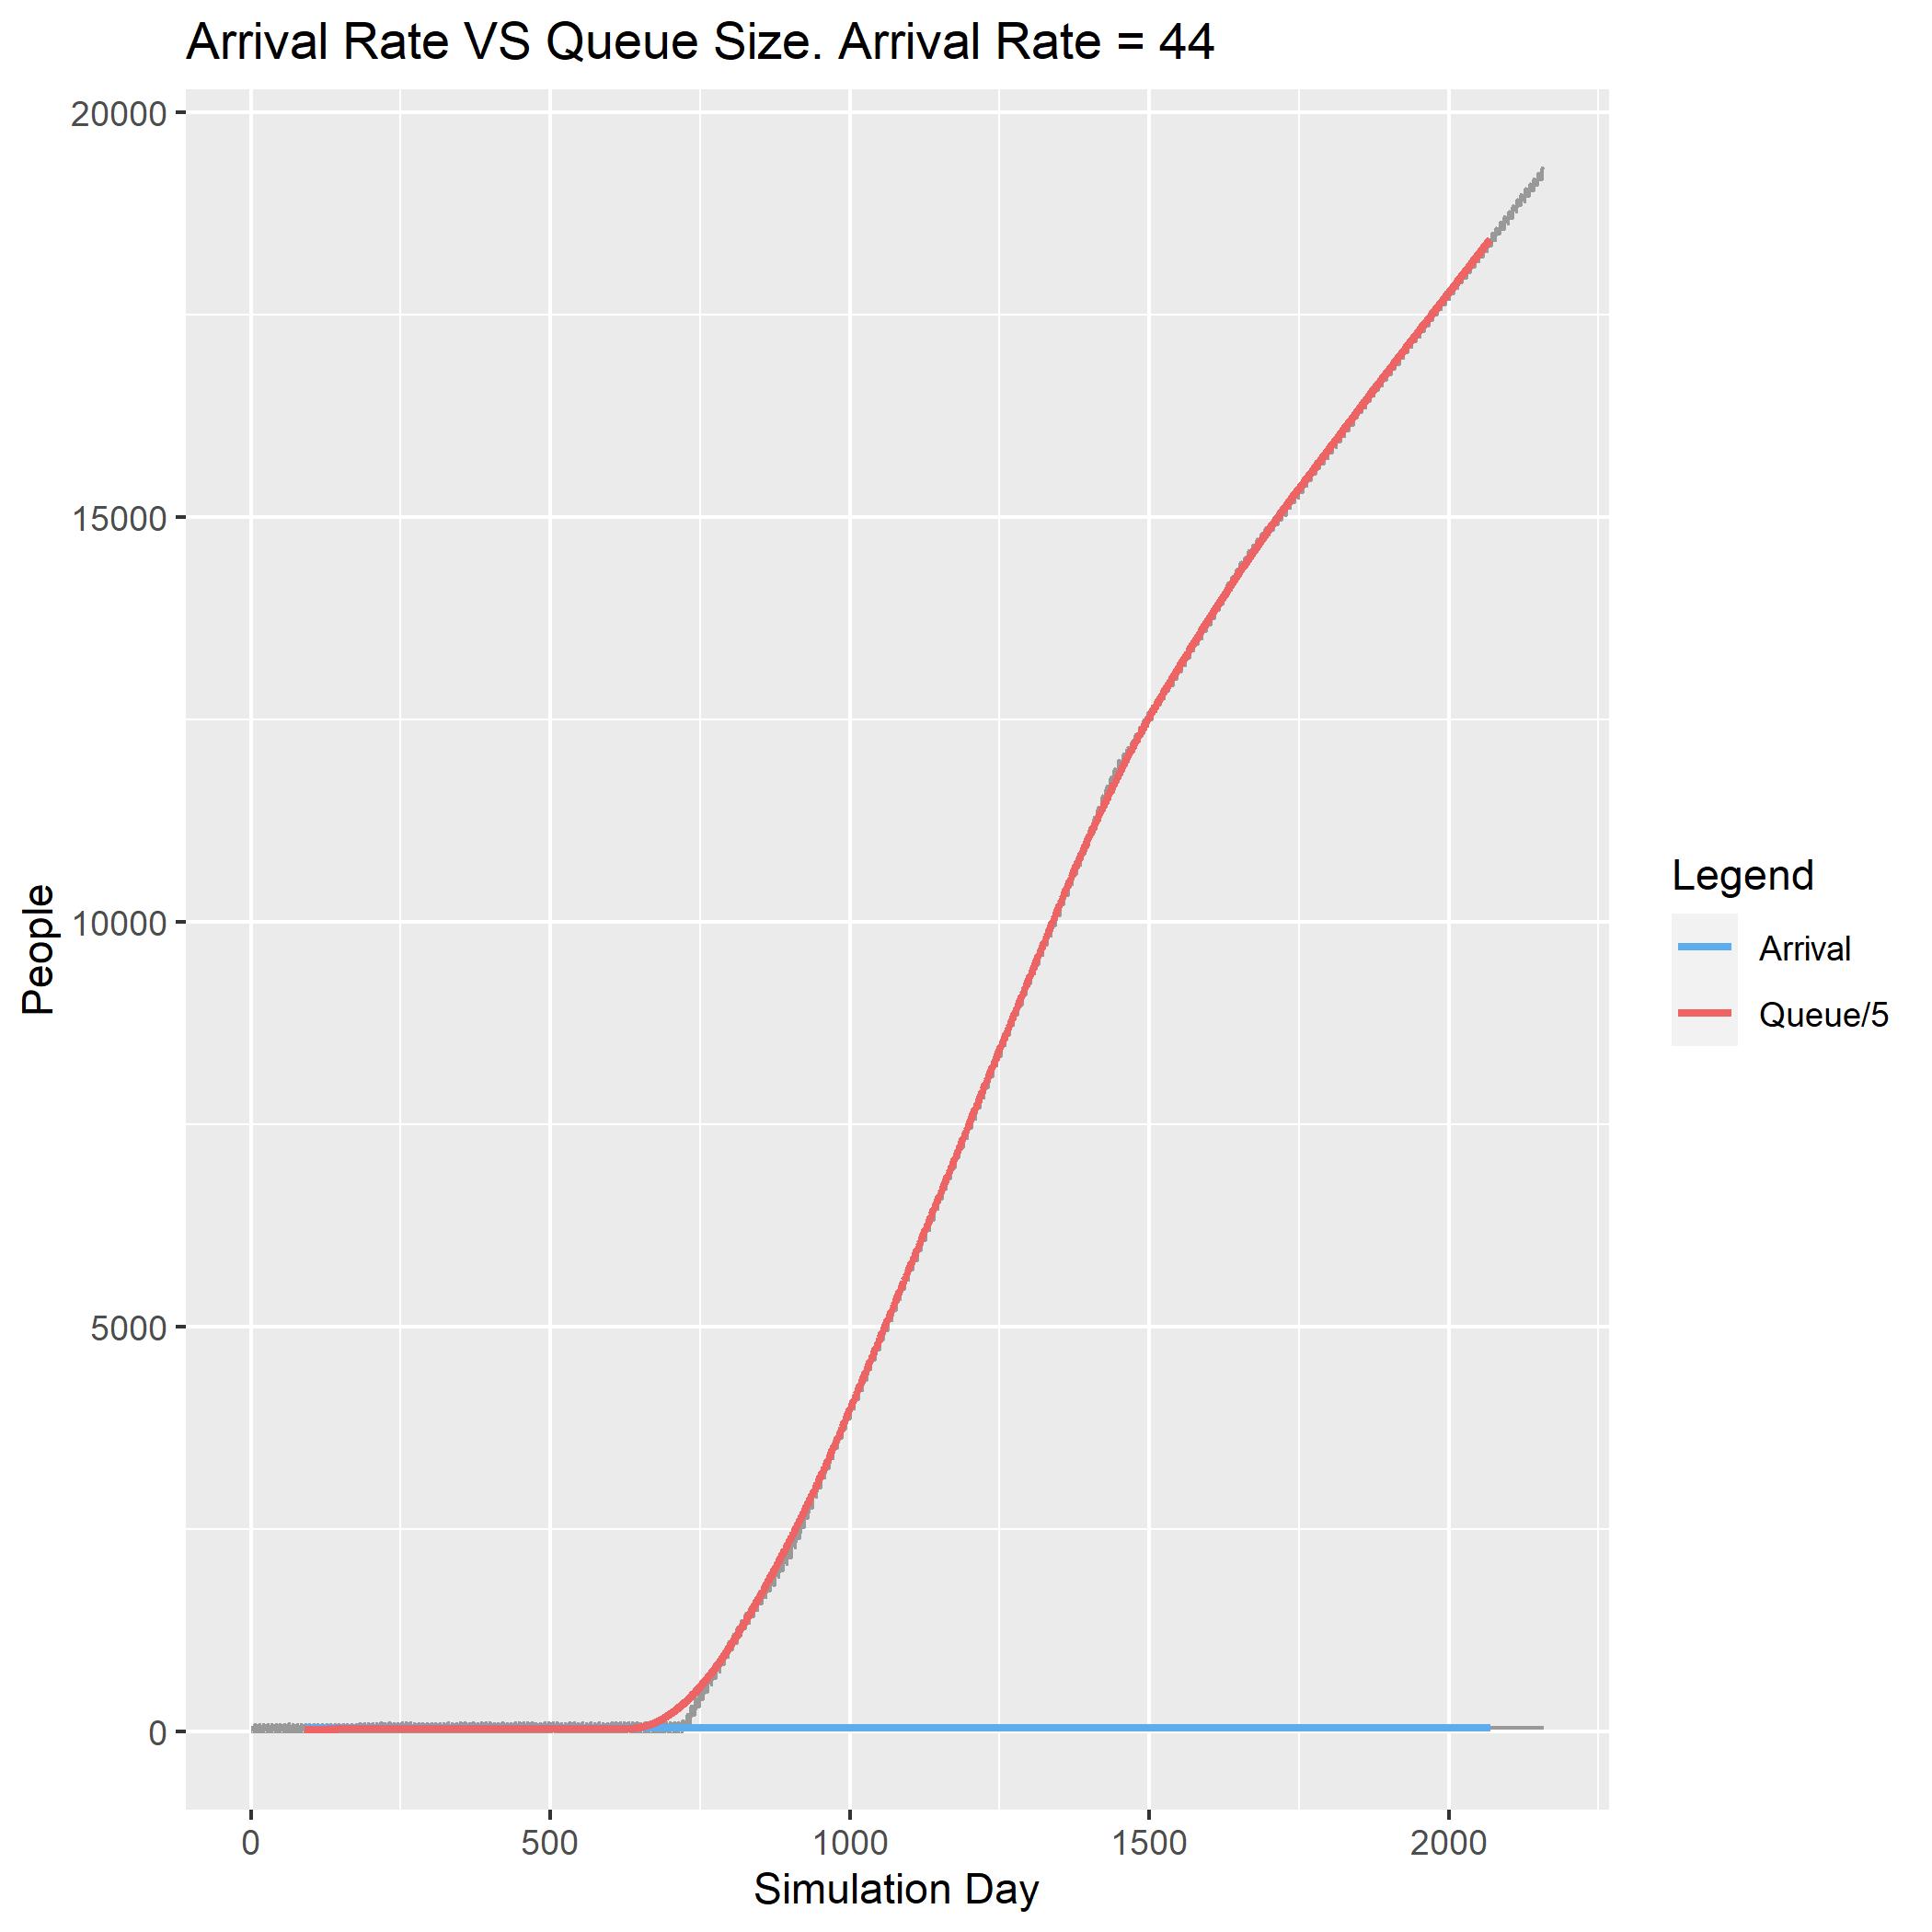 Arrival Rate VS Queue Size. Arrival Rate = 44
20000
15000
10000
5000
0
People
0 500 1000 1500 2000
Simulation Day
Legend
Arrival
Queue/5